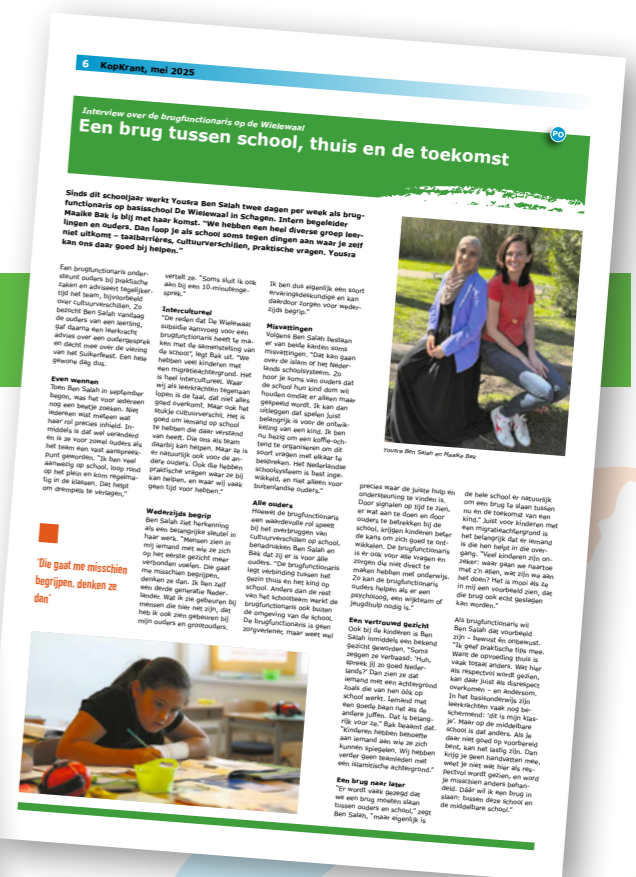 6 KopKrant, mei 2025
Interview over de brugfunctionaris op de Wielewaal
PO
Een brug tussen school, thuis en de toekomst
Sinds dit schooljaar werkt Yousra Ben Salah twee dagen per week als brug-
functionaris op basisschool De Wielewaal in Schagen. Intern begeleider
Maaike Bak is blij met haar komst. “We hebben een heel diverse groep leer-
lingen en ouders. Dan loop je als school soms tegen dingen aan waar je zelf
niet uitkomt – taalbarrières, cultuurverschillen, praktische vragen. Yousra
kan ons daar goed bij helpen.”
Een brugfunctionaris onder-
steunt ouders bij praktische
zaken en adviseert tegelijker-
tijd het team, bijvoorbeeld
over cultuurverschillen. Zo
bezocht Ben Salah vandaag
de ouders van een leerling,
gaf daarna een leerkracht
advies over een oudergesprek
en dacht mee over de viering
van het Suikerfeest. Een hele
gewone dag dus.
Even wennen
Toen Ben Salah in september
begon, was het voor iedereen
nog een beetje zoeken. Niet
iedereen wist meteen wat
haar rol precies inhield. In-
middels is dat wel veranderd
en is ze voor zowel ouders als
het team een vast aanspreek-
punt geworden. “Ik ben veel
aanwezig op school, loop rond
op het plein en kom regelma-
tig in de klassen. Dat helpt
om drempels te verlagen,”
‘Die gaat me misschien
begrijpen, denken ze
dan’
vertelt ze. “Soms sluit ik ook
aan bij een 10-minutenge-
sprek.”
Intercultureel
“De reden dat De Wielewaal
subsidie aanvroeg voor een
brugfunctionaris heeft te ma-
ken met de samenstelling van
de school”, legt Bak uit. “We
hebben veel kinderen met
een migratieachtergrond. Het
is heel intercultureel. Waar
wij als leerkrachten tegenaan
lopen is de taal, dat niet alles
goed overkomt. Maar ook het
stukje cultuurverschil. Het is
goed om iemand op school
te hebben die daar verstand
van heeft. Die ons als team
daarbij kan helpen. Maar ze is
er natuurlijk ook voor de an-
dere ouders. Ook die hebben
praktische vragen waar ze bij
kan helpen, en waar wij vaak
geen tijd voor hebben.”
Wederzijds begrip
Ben Salah ziet herkenning
als een belangrijke sleutel in
haar werk. “Mensen zien in
mij iemand met wie ze zich
op het eerste gezicht meer
verbonden voelen. Die gaat
me misschien begrijpen,
denken ze dan. Ik ben zelf
een derde generatie Neder-
lander. Wat ik zie gebeuren bij
mensen die hier net zijn, dat
heb ik ook zien gebeuren bij
mijn ouders en grootouders.
Ik ben dus eigenlijk een soort
ervaringsdeskundige en kan
daardoor zorgen voor weder-
zijds begrip.”
Misvattingen
Volgens Ben Salah bestaan
er van beide kanten soms
misvattingen. “Dat kan gaan
over de islam of het Neder-
lands schoolsysteem. Zo
hoor je soms van ouders dat
de school hun kind dom wil
houden omdat er alleen maar
gespeeld wordt. Ik kan dan
uitleggen dat spelen juist
belangrijk is voor de ontwik-
keling van een kind. Ik ben
nu bezig om een koffie-och-
tend te organiseren om dit
soort vragen met elkaar te
bespreken. Het Nederlandse
schoolsysteem is best inge-
wikkeld, en niet alleen voor
buitenlandse ouders.”
Alle ouders
Hoewel de brugfunctionaris
een waardevolle rol speelt
bij het overbruggen van
cultuurverschillen op school,
benadrukken Ben Salah en
Bak dat zij er is voor álle
ouders. “De brugfunctionaris
legt verbinding tussen het
gezin thuis en het kind op
school. Anders dan de rest
van het schoolteam werkt de
brugfunctionaris ook buiten
de omgeving van de school.
De brugfunctionaris is geen
zorgverlener, maar weet wel
Yousra Ben Salah en Maaike Bak
precies waar de juiste hulp en
ondersteuning te vinden is.
Door signalen op tijd te zien,
er wat aan te doen en door
ouders te betrekken bij de
school, krijgen kinderen beter
de kans om zich goed te ont-
wikkelen. De brugfunctionaris
is er ook voor alle vragen en
zorgen die niet direct te
maken hebben met onderwijs.
Zo kan de brugfunctionaris
ouders helpen als er een
psycholoog, een wijkteam of
jeugdhulp nodig is.”
Een vertrouwd gezicht
Ook bij de kinderen is Ben
Salah inmiddels een bekend
gezicht geworden. “Soms
zeggen ze verbaasd: ‘Huh,
spreek jij zo goed Neder-
lands?’ Dan zien ze dat
iemand met een achtergrond
zoals die van hen óók op
school werkt. Iemand met
een goede baan net als de
andere juffen. Dat is belang-
rijk voor ze.” Bak beaamt dat.
“Kinderen hebben behoefte
aan iemand aan wie ze zich
kunnen spiegelen. Wij hebben
verder geen teamleden met
een islamitische achtergrond.”
Een brug naar later
“Er wordt vaak gezegd dat
we een brug moeten slaan
tussen ouders en school,” zegt
Ben Salah, “maar eigenlijk is
de hele school er natuurlijk
om een brug te slaan tussen
nu en de toekomst van een
kind.” Juist voor kinderen met
een migratieachtergrond is
het belangrijk dat er iemand
is die hen helpt in die over-
gang. “Veel kinderen zijn on-
zeker: waar gaan we naartoe
met z’n allen, wat zijn we aan
het doen? Het is mooi als ze
in mij een voorbeeld zien, dat
die brug ook echt geslagen
kan worden.”
Als brugfunctionaris wil
Ben Salah dat voorbeeld
zijn – bewust én onbewust.
“Ik geef praktische tips mee.
Want de opvoeding thuis is
vaak totaal anders. Wat hier
als respectvol wordt gezien,
kan daar juist als disrespect
overkomen – en andersom.
In het basisonderwijs zijn
leerkrachten vaak nog be-
schermend: ‘dit is mijn klas-
je’. Maar op de middelbare
school is dat anders. Als je
daar niet goed op voorbereid
bent, kan het lastig zijn. Dan
krijg je geen handvatten mee,
weet je niet wat hier als res-
pectvol wordt gezien, en word
je misschien anders behan-
deld. Dáár wil ik een brug in
slaan: tussen deze school en
de middelbare school.”